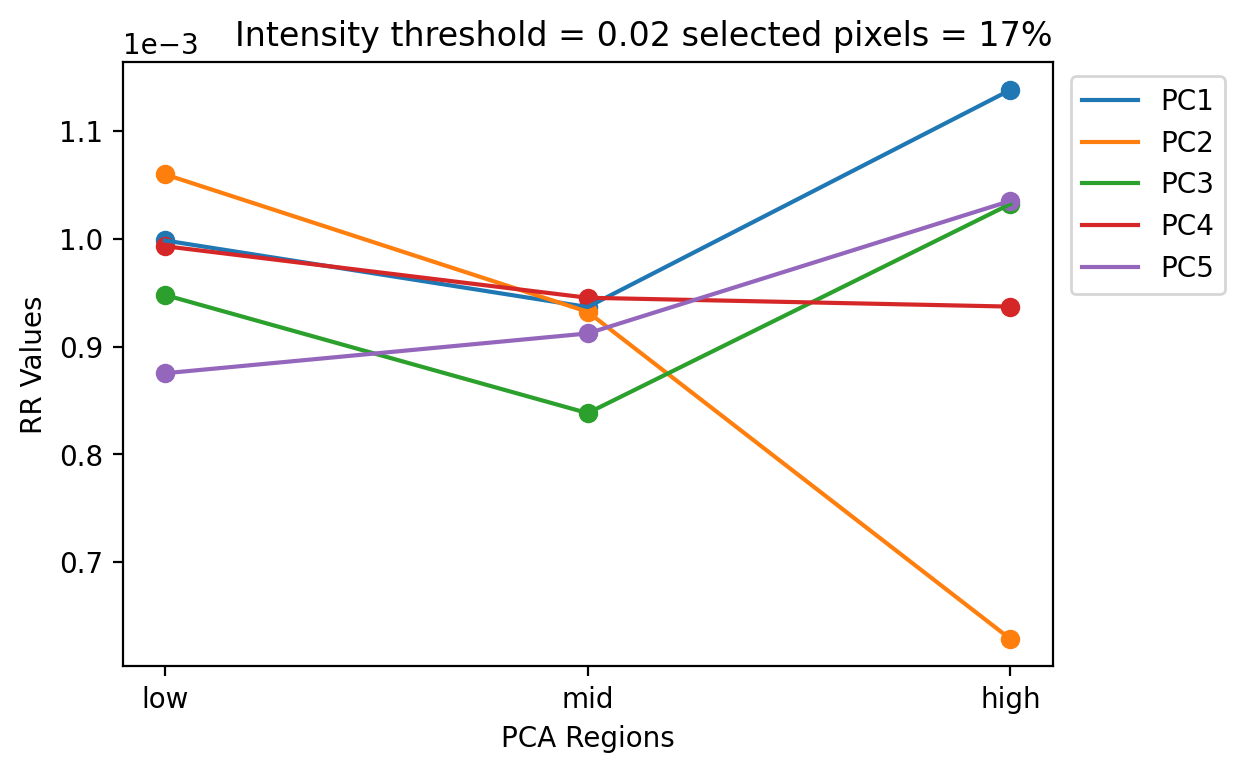 1e−3
Intensity threshold = 0.02 selected pixels = 17%
1.1
1.0
0.9
0.8
0.7
RR Values
low
mid
high
PCA Regions
PC1
PC2
PC3
PC4
PC5